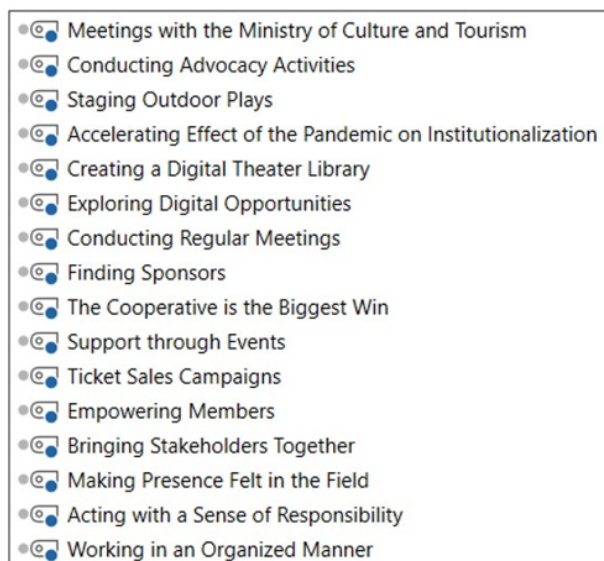 Meetings with the Ministry of Culture and Tourism
Conducting Advocacy Activities
Staging Outdoor Plays
Accelerating Effect of the Pandemic on Institutionalization
Creating a Digital Theater Library
Exploring Digital Opportunities
Conducting Regular Meetings
Finding Sponsors
The Cooperative is the Biggest Win
Support through Events
Ticket Sales Campaigns
Empowering Members
Bringing Stakeholders Together
Making Presence Felt in the Field
Acting with a Sense of Responsibility
Working in an Organized Manner